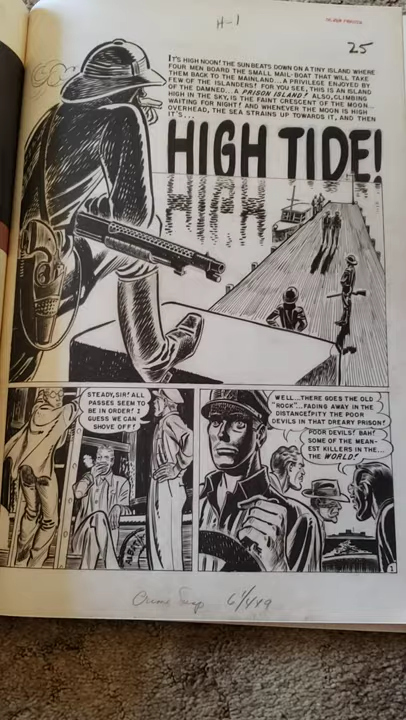 H-1
25
IT'S HIGH NOON! THE SUN BEATS DOWN ON A TINY ISLAND WHERE
FOUR MEN BOARD THE SMALL MAIL-BOAT THAT WILL TAKE
THEM BACK TO THE MAINLAND... A PRIVILEGE ENJOYED BY
FEW OF THE ISLANDERS! FOR YOU SEE, THIS IS AN ISLAND
OF THE DAMNED... A PRISON ISLAND! ALSO, CLIMBING
HIGH IN THE SKY, IS THE FAINT CRESCENT OF THE MOON...
WAITING FOR NIGHT! AND WHENEVER THE MOON IS HIGH
OVERHEAD, THE SEA STRAINS UP TOWARDS IT, AND THEN
IT'S...
HIGH TIDE!
STEADY, SIR! ALL
PASSES SEEM TO
BE IN ORDER! I
GUESS WE CAN
SHOVE OFF!
WELL...THERE GOES THE OLD
"ROCK"...FADING AWAY IN THE
DISTANCE! PITY THE POOR
DEVILS IN THAT DREARY PRISON!
POOR DEVILS! BAH!
SOME OF THE MEAN-
EST KILLERS IN THE...
THE WORLD!
1